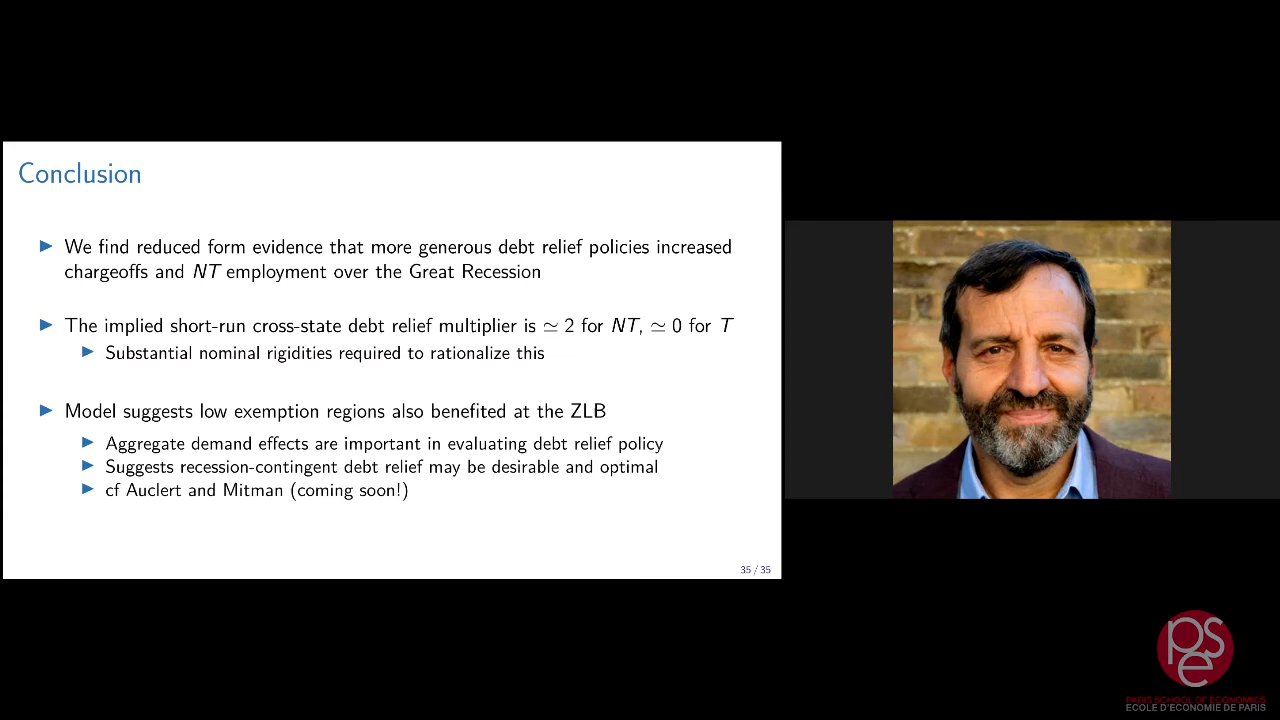 Conclusion
▶ We find reduced form evidence that more generous debt relief policies increased
chargeoffs and NT employment over the Great Recession
▶ The implied short-run cross-state debt relief multiplier is ≃ 2 for NT, ≃ 0 for T
▶ Substantial nominal rigidities required to rationalize this
▶ Model suggests low exemption regions also benefited at the ZLB
▶ Aggregate demand effects are important in evaluating debt relief policy
▶ Suggests recession-contingent debt relief may be desirable and optimal
▶ cf Auclert and Mitman (coming soon!)
35 / 35
pse
PARIS SCHOOL OF ECONOMICS
ECOLE D'ECONOMIE DE PARIS